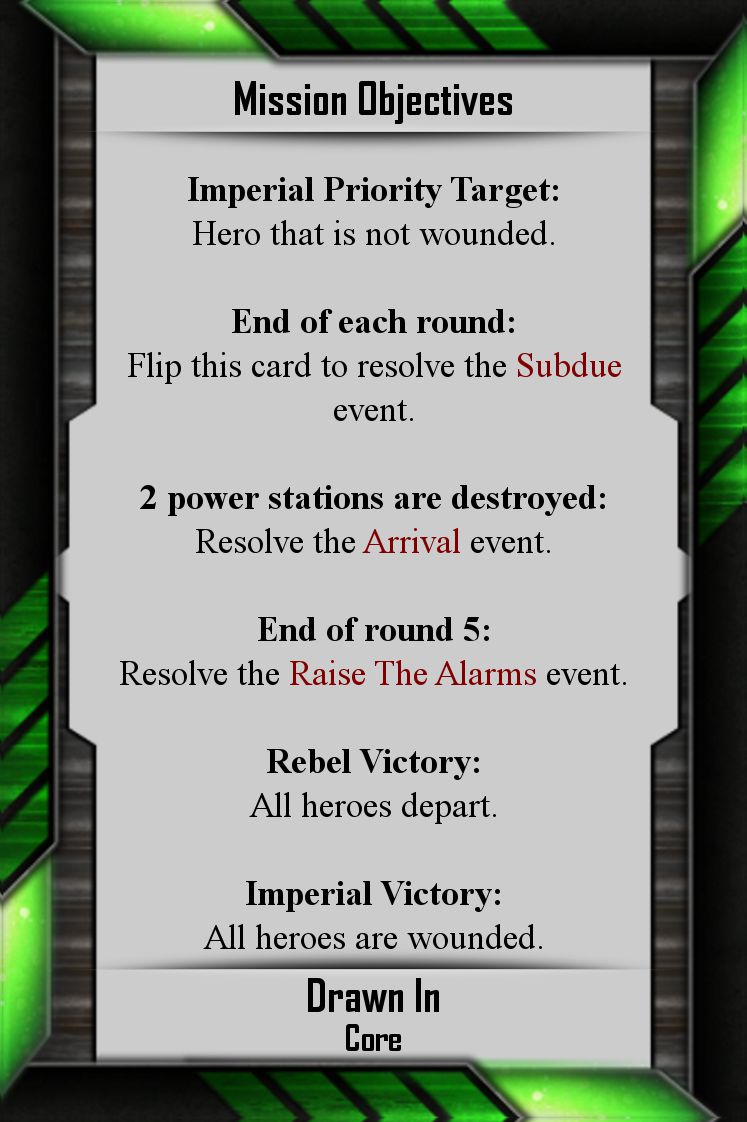 Mission Objectives
Imperial Priority Target:
Hero that is not wounded.
End of each round:
Flip this card to resolve the Subdue
event.
2 power stations are destroyed:
Resolve the Arrival event.
End of round 5:
Resolve the Raise The Alarms event.
Rebel Victory:
All heroes depart.
Imperial Victory:
All heroes are wounded.
Drawn In
Core